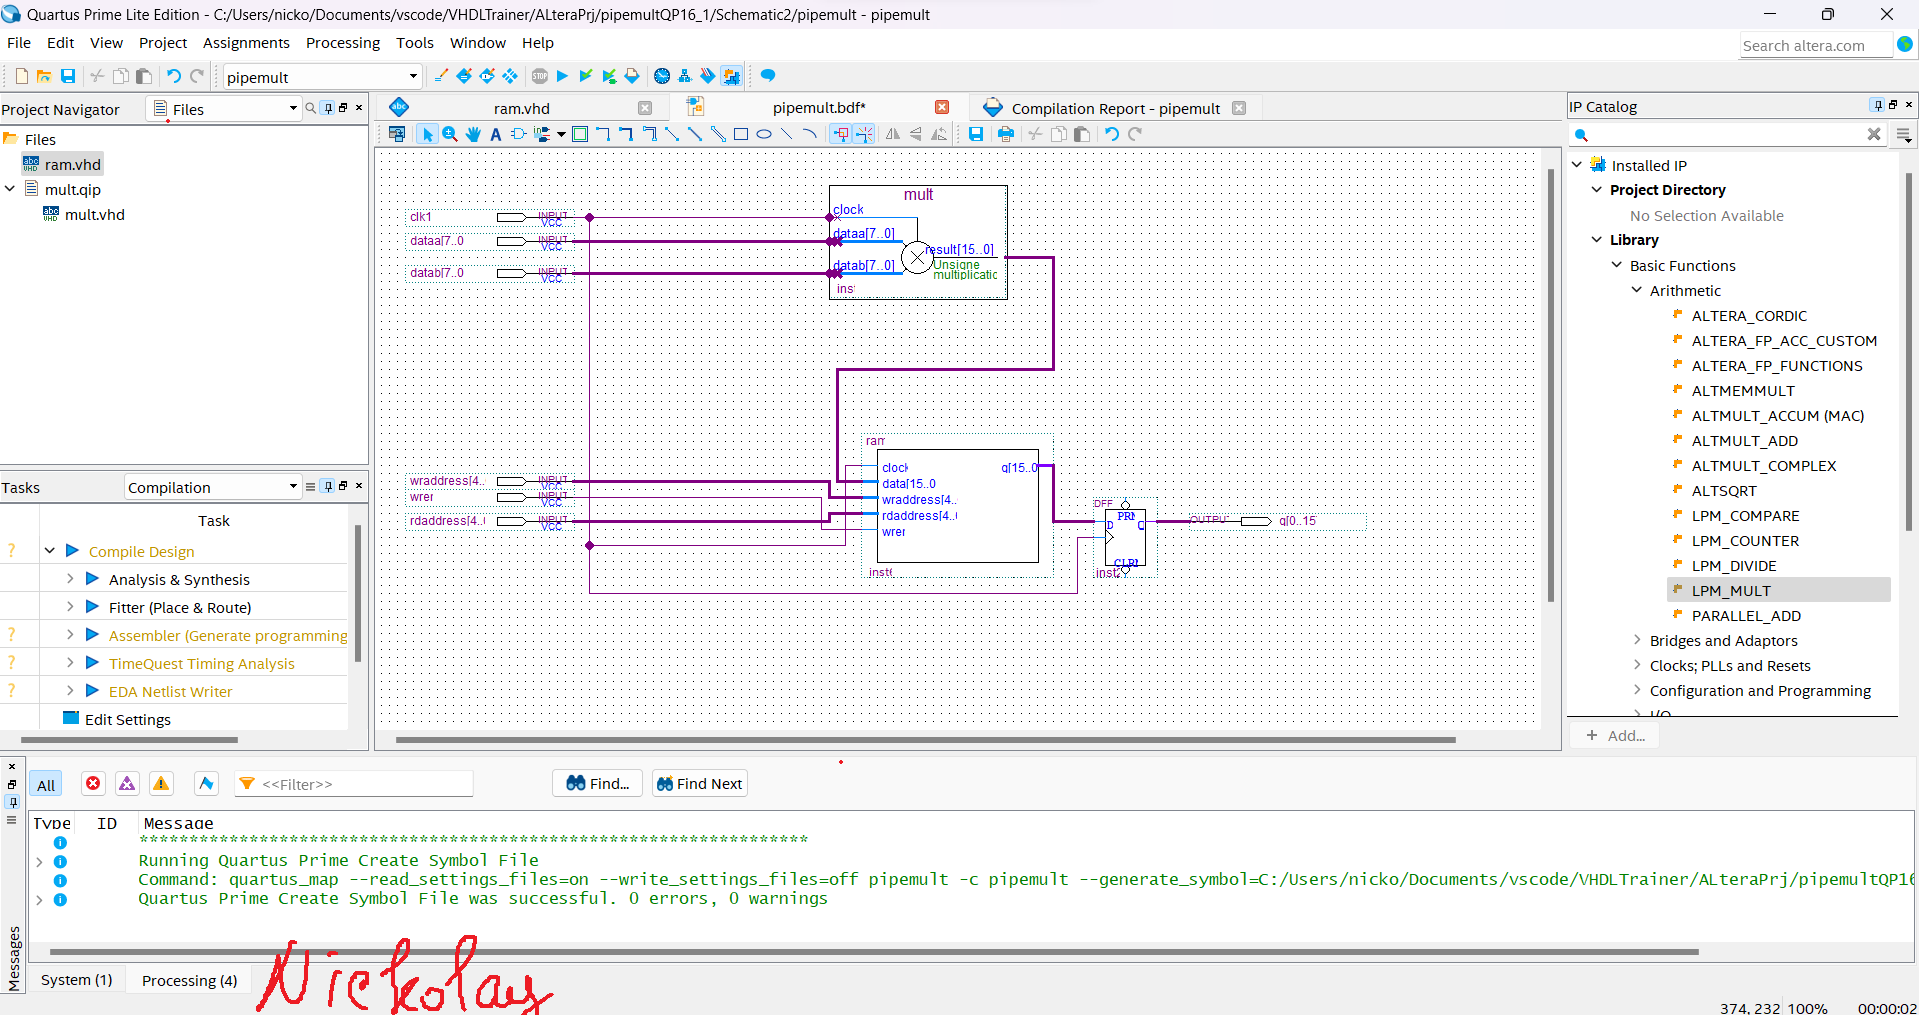 Quartus Prime Lite Edition - C:/Users/nicko/Documents/vscode/VHDLTrainer/ALteraPrj/pipemultQP16_1/Schematic2/pipemult - pipemult
File Edit View Project Assignments Processing Tools Window Help
Search altera.com
pipemult
Project Navigator Files
Files
ram.vhd
mult.qip
mult.vhd
Tasks Compilation
Task
Compile Design
Analysis & Synthesis
Fitter (Place & Route)
Assembler (Generate programming
TimeQuest Timing Analysis
EDA Netlist Writer
Edit Settings
ram.vhd pipemult.bdf* Compilation Report - pipemult
mult
clk1 INPUT VCC clock
dataa[7..0 INPUT VCC dataa[7..0]
result[15..0]
datab[7..0 INPUT VCC datab[7..0]
Unsigne
multiplicatic
inst
ram
clock q[15..0
wraddress[4.. INPUT VCC data[15..0
wrer INPUT VCC wraddress[4..
rdaddress[4.. INPUT VCC rdaddress[4..
wrer
inst
DFF
PRN
D Q
CLRN
inst2
OUTPUT q[0..15
IP Catalog
Installed IP
Project Directory
No Selection Available
Library
Basic Functions
Arithmetic
ALTERA_CORDIC
ALTERA_FP_ACC_CUSTOM
ALTERA_FP_FUNCTIONS
ALTMEMMULT
ALTMULT_ACCUM (MAC)
ALTMULT_ADD
ALTMULT_COMPLEX
ALTSQRT
LPM_COMPARE
LPM_COUNTER
LPM_DIVIDE
LPM_MULT
PARALLEL_ADD
Bridges and Adaptors
Clocks; PLLs and Resets
Configuration and Programming
I/O
+ Add...
All <<Filter>> Find... Find Next
Type ID Message
*******************************************************************
Running Quartus Prime Create Symbol File
Command: quartus_map --read_settings_files=on --write_settings_files=off pipemult -c pipemult --generate_symbol=C:/Users/nicko/Documents/vscode/VHDLTrainer/ALteraPrj/pipemultQP16
Quartus Prime Create Symbol File was successful. 0 errors, 0 warnings
Messages
System (1) Processing (4)
Nickolay
374, 232 100% 00:00:02